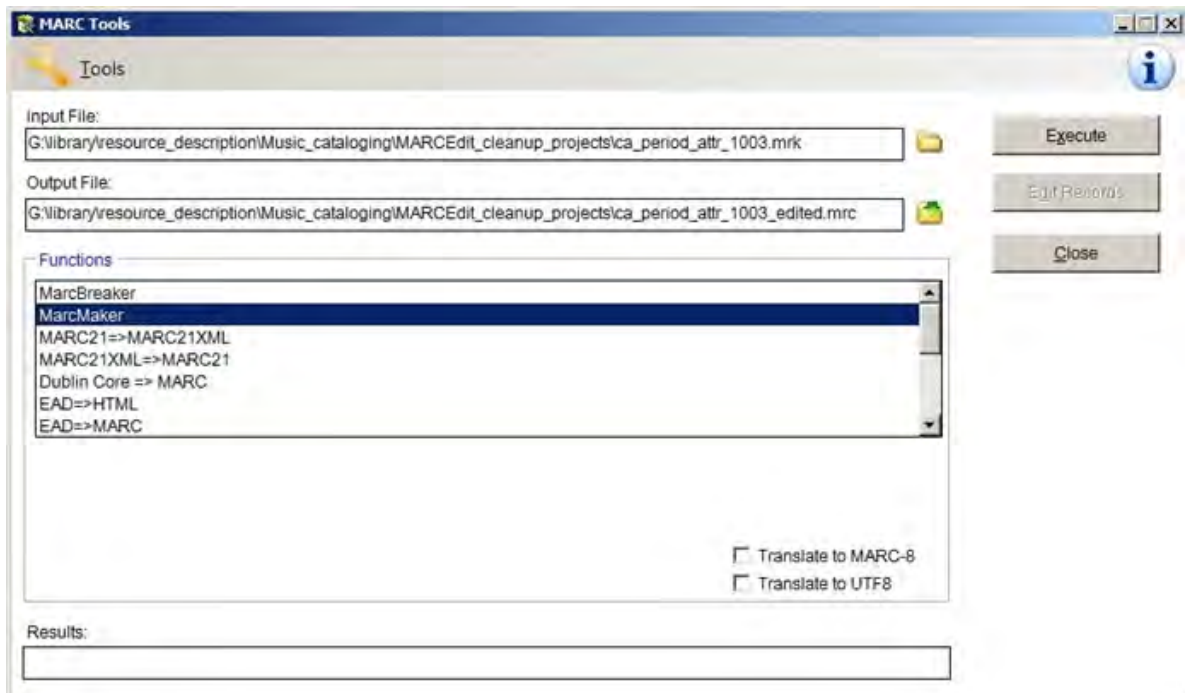 MARC Tools
Tools
Input File:
G:\library\resource_description\Music_cataloging\MARCEdit_cleanup_projects\ca_period_attr_1003.mrk
Execute
Output File:
G:\library\resource_description\Music_cataloging\MARCEdit_cleanup_projects\ca_period_attr_1003_edited.mrc
Edit Records
Close
Functions
MarcBreaker
MarcMaker
MARC21=>MARC21XML
MARC21XML=>MARC21
Dublin Core => MARC
EAD=>HTML
EAD=>MARC
Translate to MARC-8
Translate to UTF8
Results: